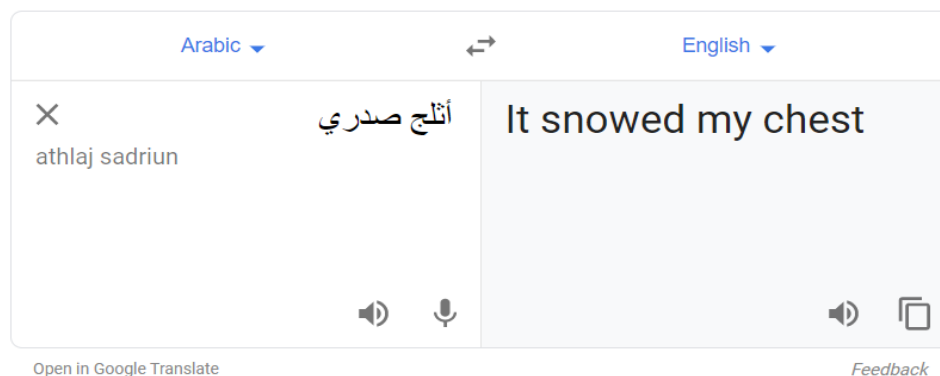 Arabic English
أثلج صدري
athlaj sadriun
It snowed my chest
Open in Google Translate Feedback